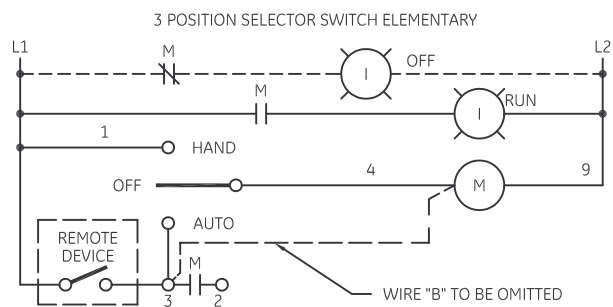 3 POSITION SELECTOR SWITCH ELEMENTARY
L1
L2
M
I
OFF
M
I
RUN
1
HAND
OFF
4
M
9
AUTO
REMOTE
DEVICE
M
3
2
WIRE "B" TO BE OMITTED